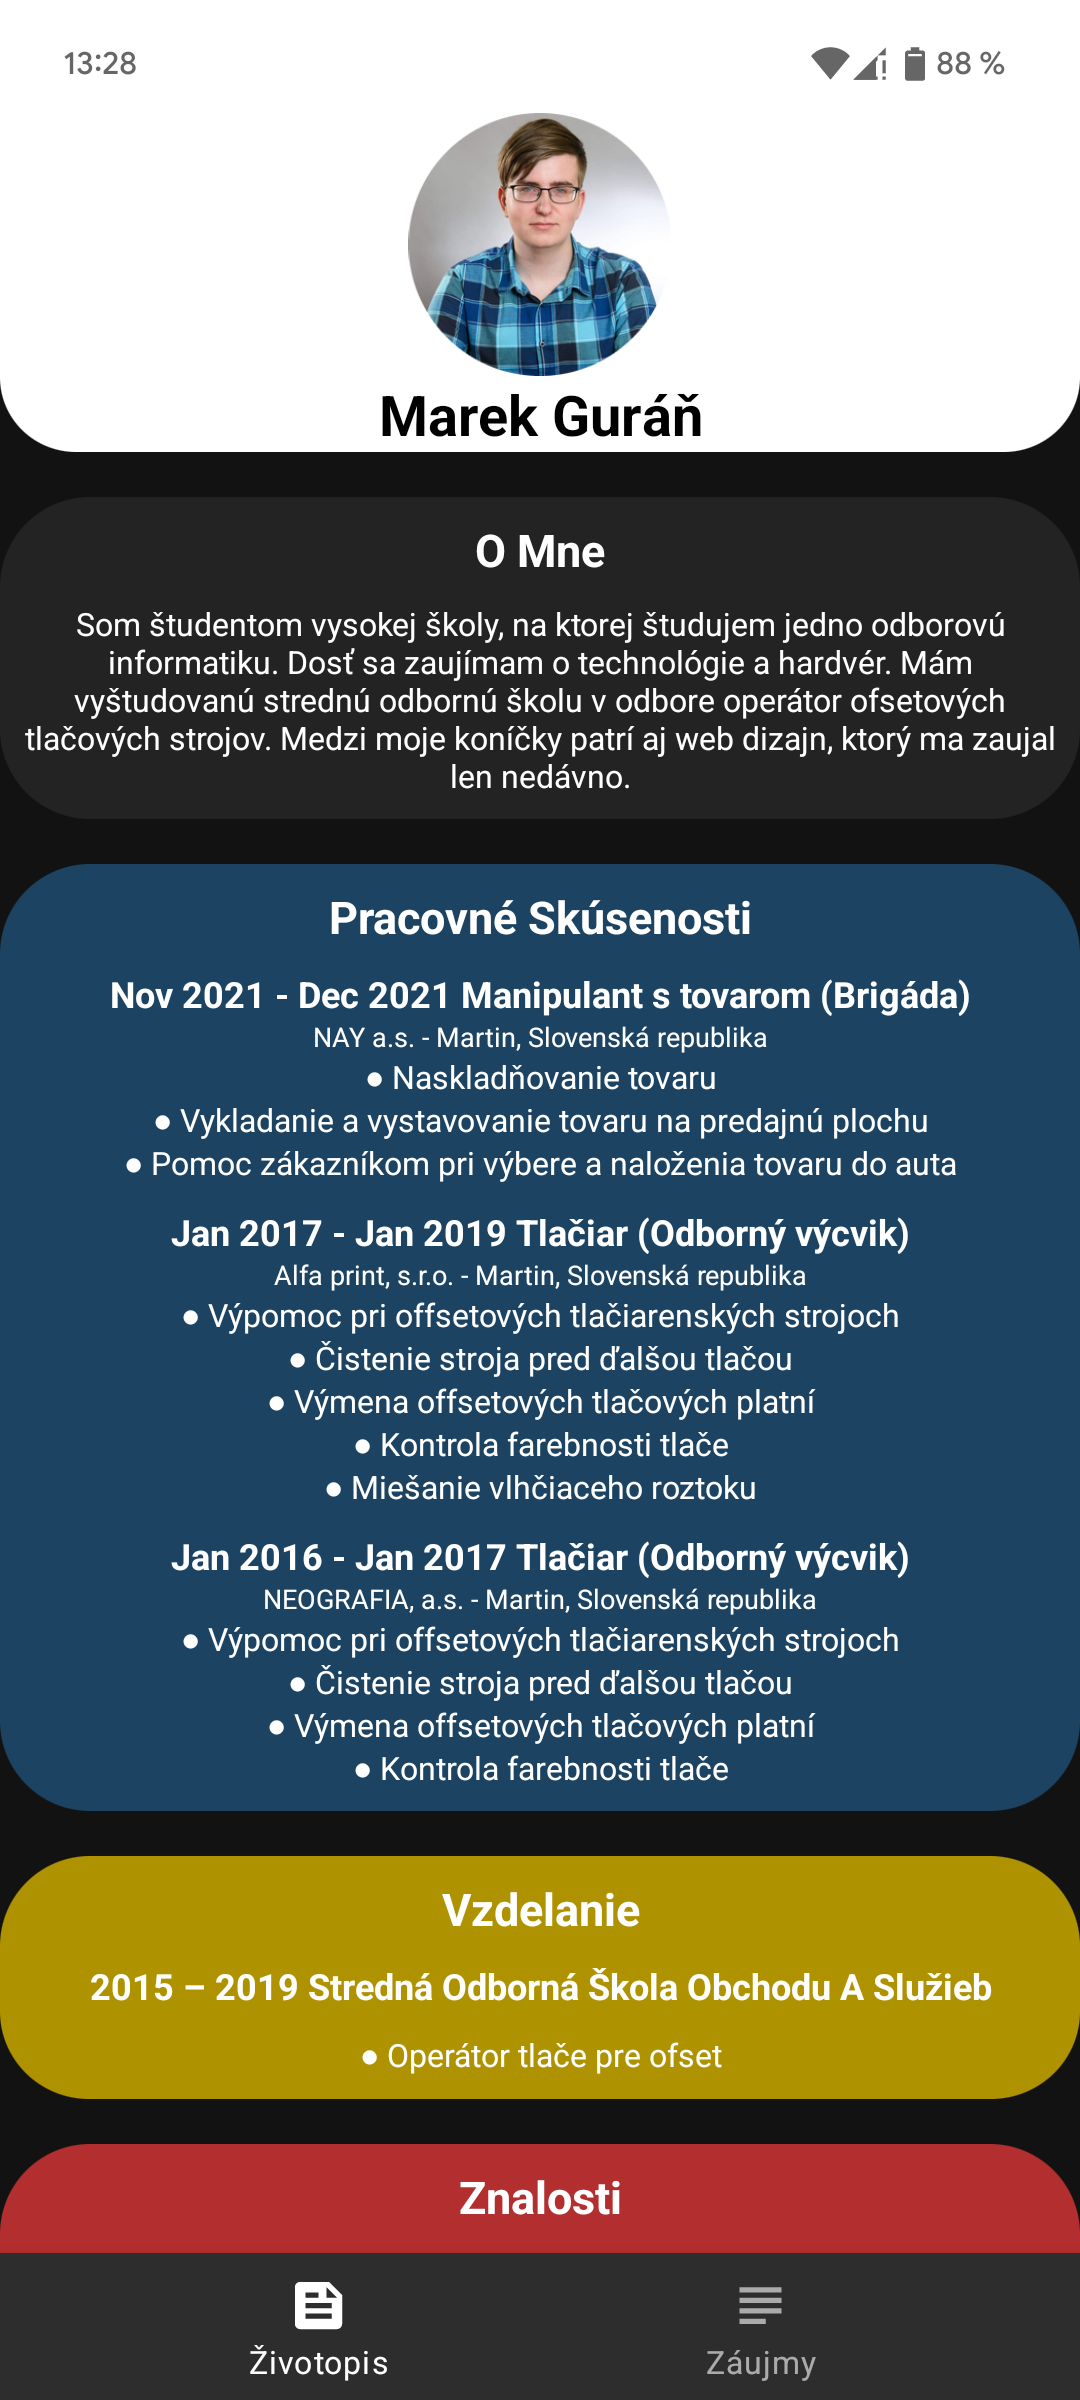 13:28
88 %
Marek Guráň
O Mne
Som študentom vysokej školy, na ktorej študujem jedno odborovú
informatiku. Dosť sa zaujímam o technológie a hardvér. Mám
vyštudovanú strednú odbornú školu v odbore operátor ofsetových
tlačových strojov. Medzi moje koníčky patrí aj web dizajn, ktorý ma zaujal
len nedávno.
Pracovné Skúsenosti
Nov 2021 - Dec 2021 Manipulant s tovarom (Brigáda)
NAY a.s. - Martin, Slovenská republika
● Naskladňovanie tovaru
● Vykladanie a vystavovanie tovaru na predajnú plochu
● Pomoc zákazníkom pri výbere a naloženia tovaru do auta
Jan 2017 - Jan 2019 Tlačiar (Odborný výcvik)
Alfa print, s.r.o. - Martin, Slovenská republika
● Výpomoc pri offsetových tlačiarenských strojoch
● Čistenie stroja pred ďalšou tlačou
● Výmena offsetových tlačových platní
● Kontrola farebnosti tlače
● Miešanie vlhčiaceho roztoku
Jan 2016 - Jan 2017 Tlačiar (Odborný výcvik)
NEOGRAFIA, a.s. - Martin, Slovenská republika
● Výpomoc pri offsetových tlačiarenských strojoch
● Čistenie stroja pred ďalšou tlačou
● Výmena offsetových tlačových platní
● Kontrola farebnosti tlače
Vzdelanie
2015 – 2019 Stredná Odborná Škola Obchodu A Služieb
● Operátor tlače pre ofset
Znalosti
Životopis
Záujmy